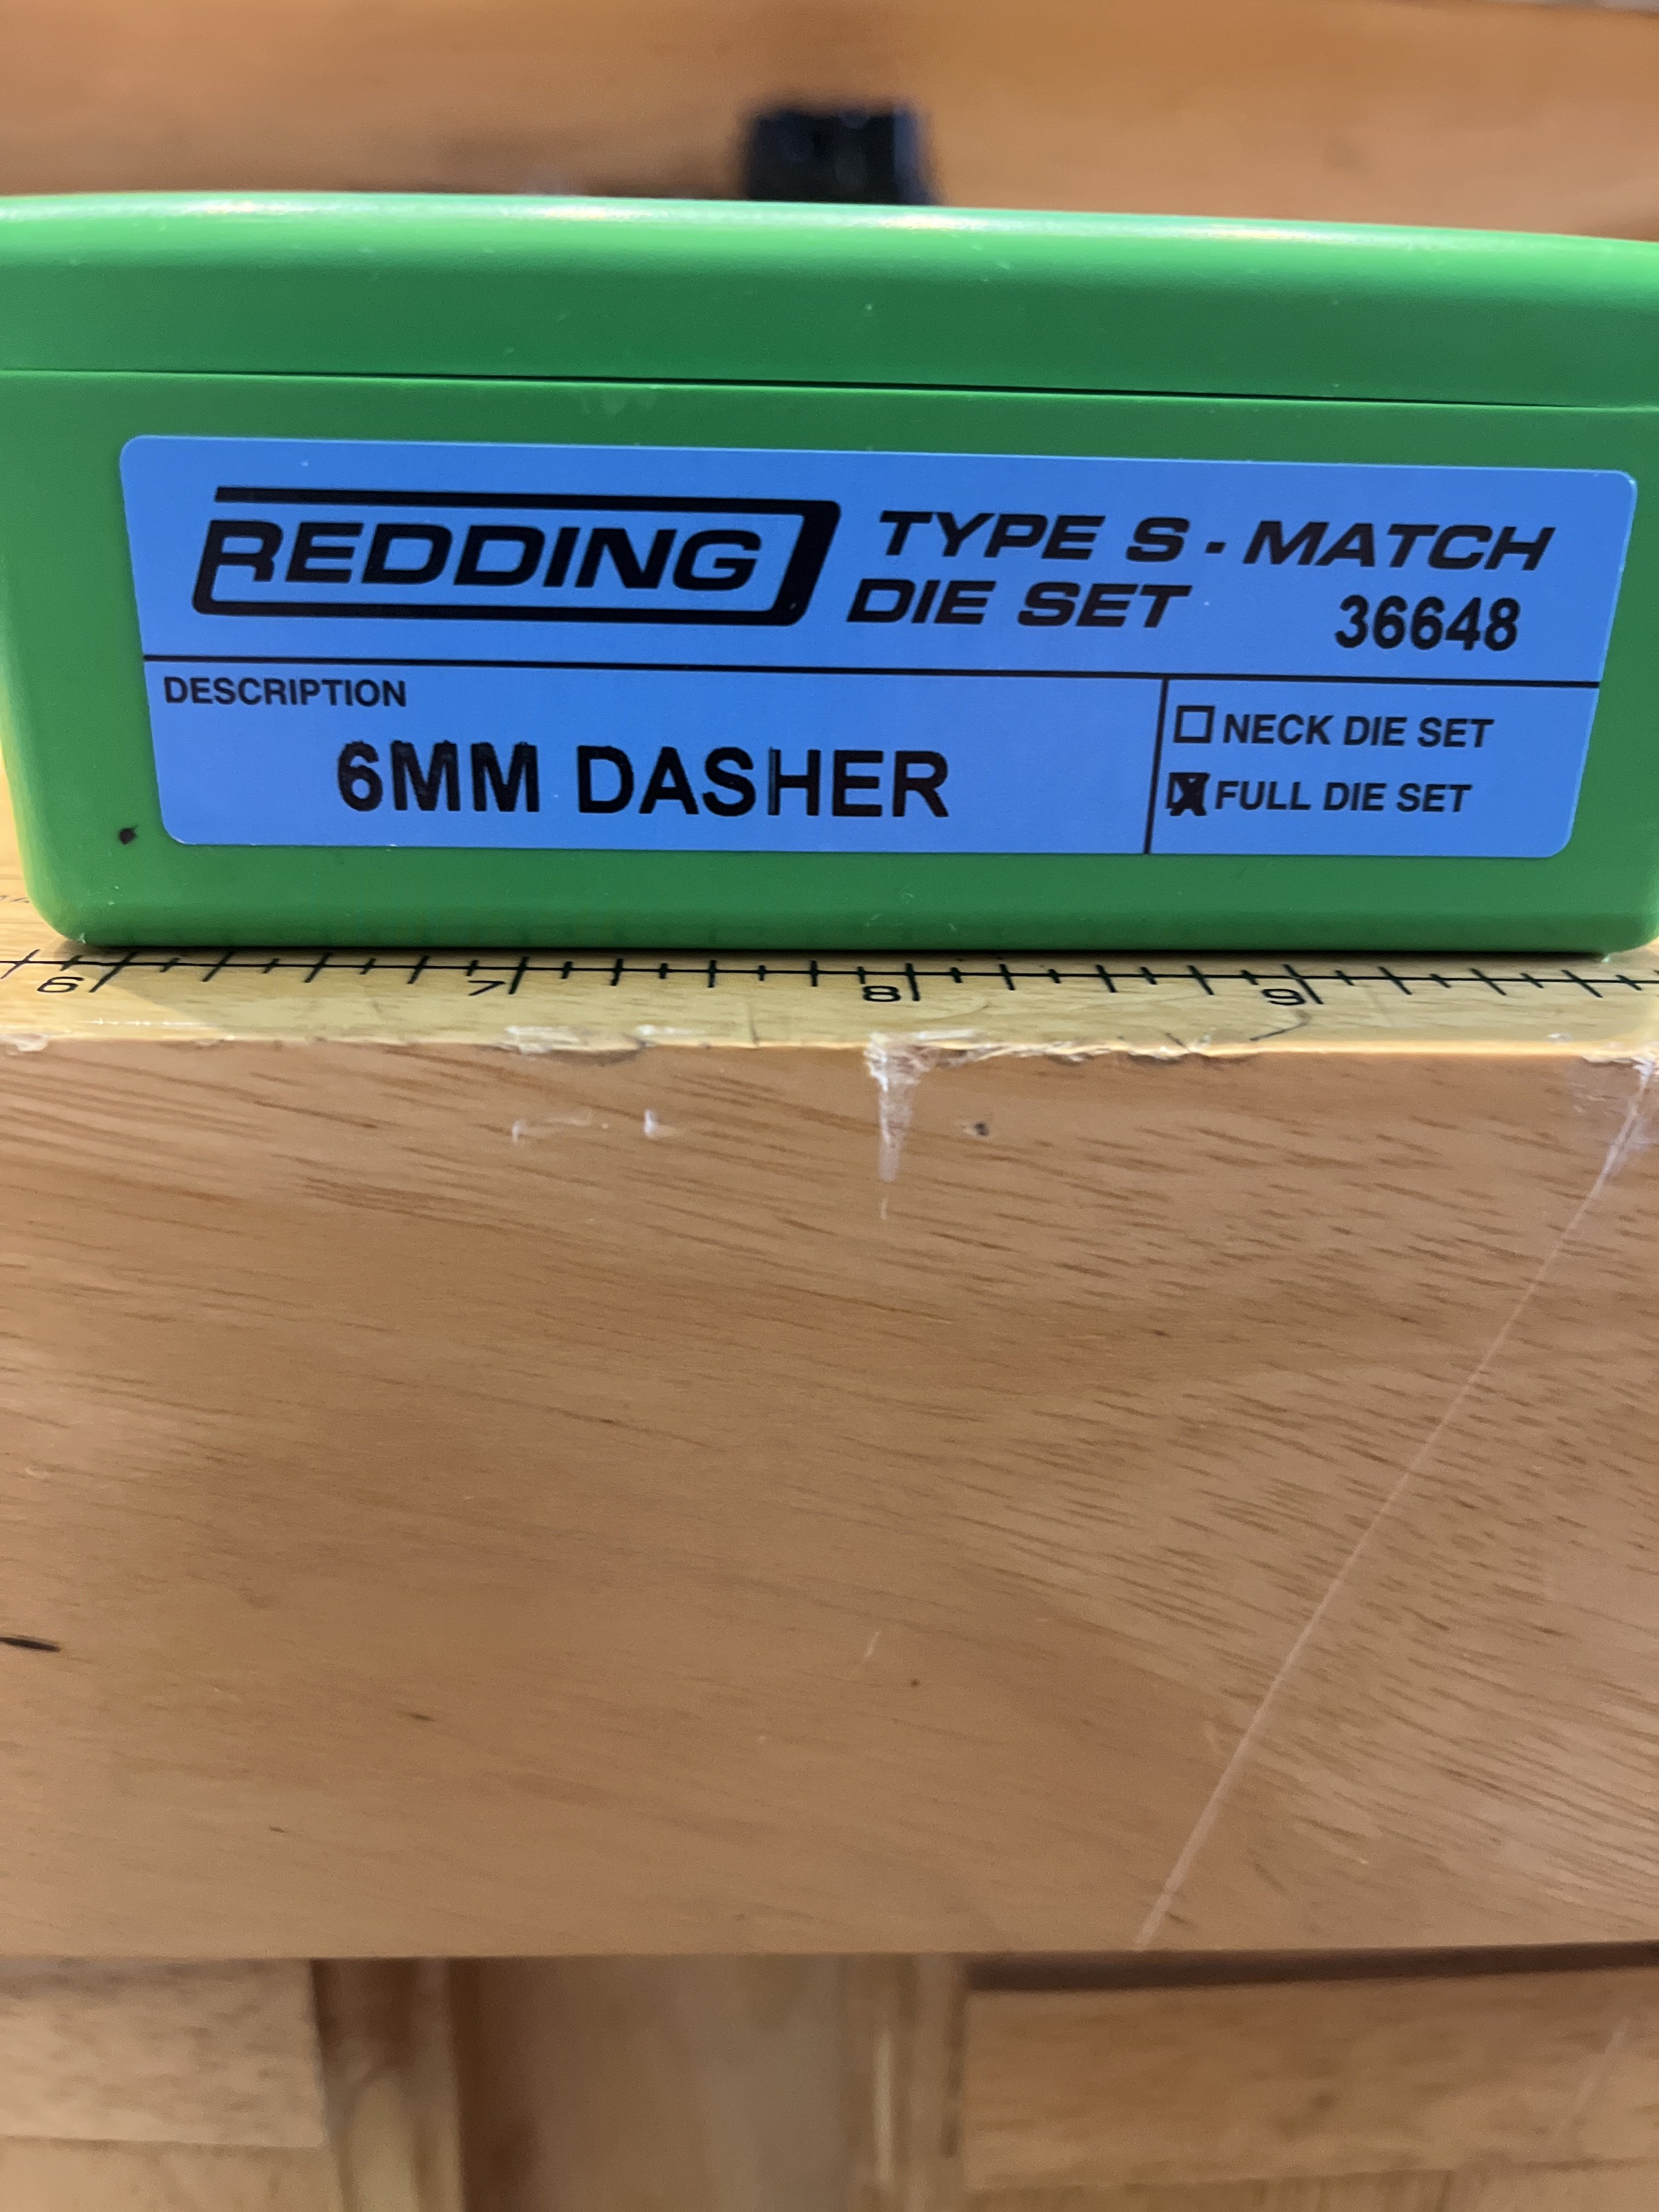 REDDING TYPE S - MATCH
DIE SET 36648
DESCRIPTION
6MM DASHER
☐ NECK DIE SET
☒ FULL DIE SET
6 7 8 9